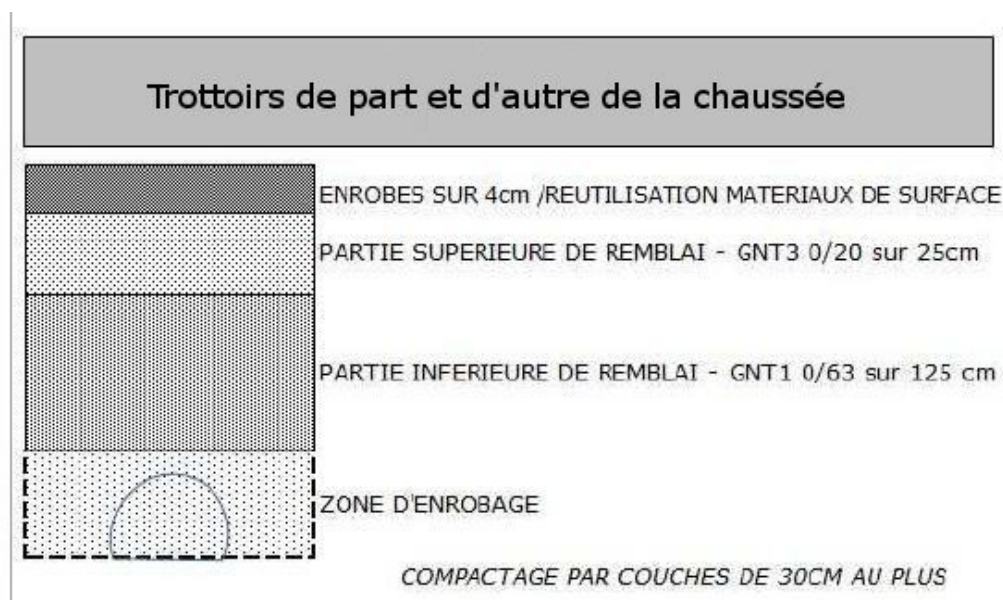 Trottoirs de part et d'autre de la chaussée
ENROBES SUR 4cm /REUTILISATION MATERIAUX DE SURFACE
PARTIE SUPERIEURE DE REMBLAI - GNT3 0/20 sur 25cm
PARTIE INFERIEURE DE REMBLAI - GNT1 0/63 sur 125 cm
ZONE D'ENROBAGE
COMPACTAGE PAR COUCHES DE 30CM AU PLUS